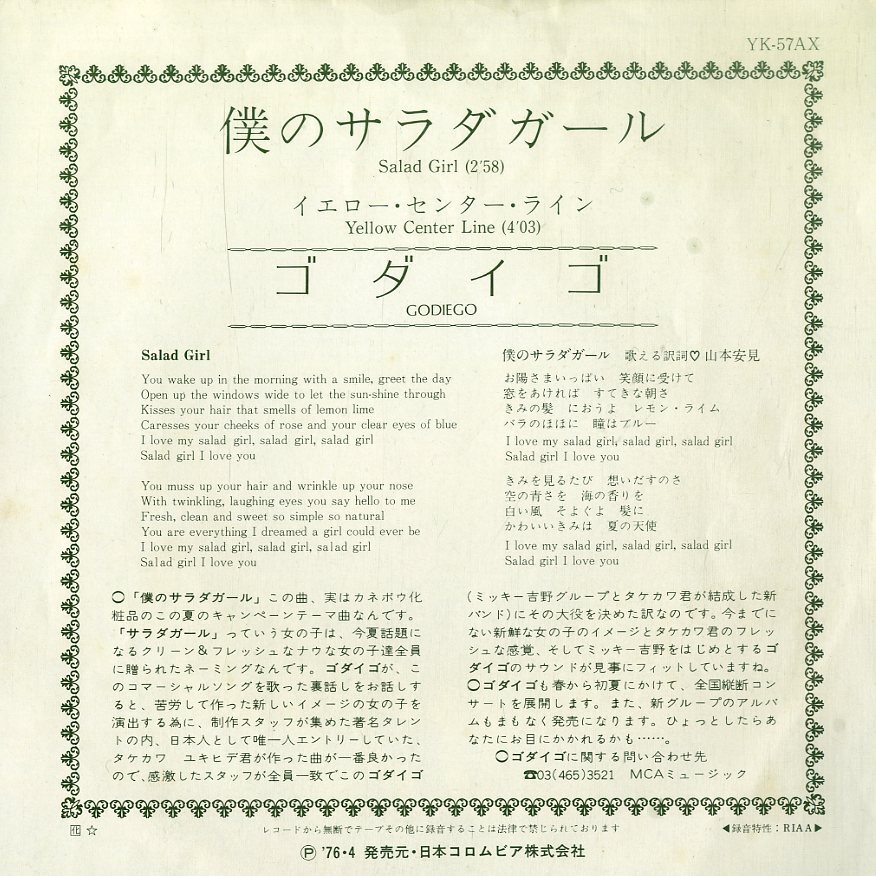 YK-57AX
僕のサラダガール
Salad Girl (2'58)
イエロー・センター・ライン
Yellow Center Line (4'03)
ゴダイゴ
GODIEGO
Salad Girl
You wake up in the morning with a smile, greet the day
Open up the windows wide to let the sun-shine through
Kisses your hair that smells of lemon lime
Caresses your cheeks of rose and your clear eyes of blue
I love my salad girl, salad girl, salad girl
Salad girl I love you
You muss up your hair and wrinkle up your nose
With twinkling, laughing eyes you say hello to me
Fresh, clean and sweet so simple so natural
You are everything I dreamed a girl could ever be
I love my salad girl, salad girl, salad girl
Salad girl I love you
僕のサラダガール 歌える訳詞♡山本安見
お陽さまいっぱい 笑顔に受けて
窓をあければ すてきな朝さ
きみの髪 におうよ レモン・ライム
バラのほほに 瞳はブルー
I love my salad girl, salad girl, salad girl
Salad girl I love you
きみを見るたび 想いだすのさ
空の青さを 海の香りを
白い風 そよぐよ 髪に
かわいいきみは 夏の天使
I love my salad girl, salad girl, salad girl
Salad girl I love you
○「僕のサラダガール」この曲、実はカネボウ化
粧品のこの夏のキャンペーンテーマ曲なんです。
「サラダガール」っていう女の子は、今夏話題に
なるクリーン&フレッシュなナウな女の子達全員
に贈られたネーミングなんです。ゴダイゴが、こ
のコマーシャルソングを歌った裏話しをお話しす
ると、苦労して作った新しいイメージの女の子を
演出する為に、制作スタッフが集めた著名タレン
トの内、日本人として唯一人エントリーしていた、
タケカワ ユキヒデ君が作った曲が一番良かった
ので、感激したスタッフが全員一致でこのゴダイゴ
(ミッキー吉野グループとタケカワ君が結成した新
バンド)にその大役を決めた訳なのです。今までに
ない新鮮な女の子のイメージとタケカワ君のフレッ
シュな感覚、そしてミッキー吉野をはじめとするゴ
ダイゴのサウンドが見事にフィットしていますね。
○ゴダイゴも春から初夏にかけて、全国縦断コン
サートを展開します。また、新グループのアルバ
ムもまもなく発売になります。ひょっとしたらあ
なたにお目にかかれるかも……。
○ゴダイゴに関する問い合わせ先
☎03(465)3521 MCAミュージック
☆
レコードから無断でテープその他に録音することは法律で禁じられております
◀録音特性:RIAA▶
Ⓟ '76・4 発売元・日本コロムビア株式会社